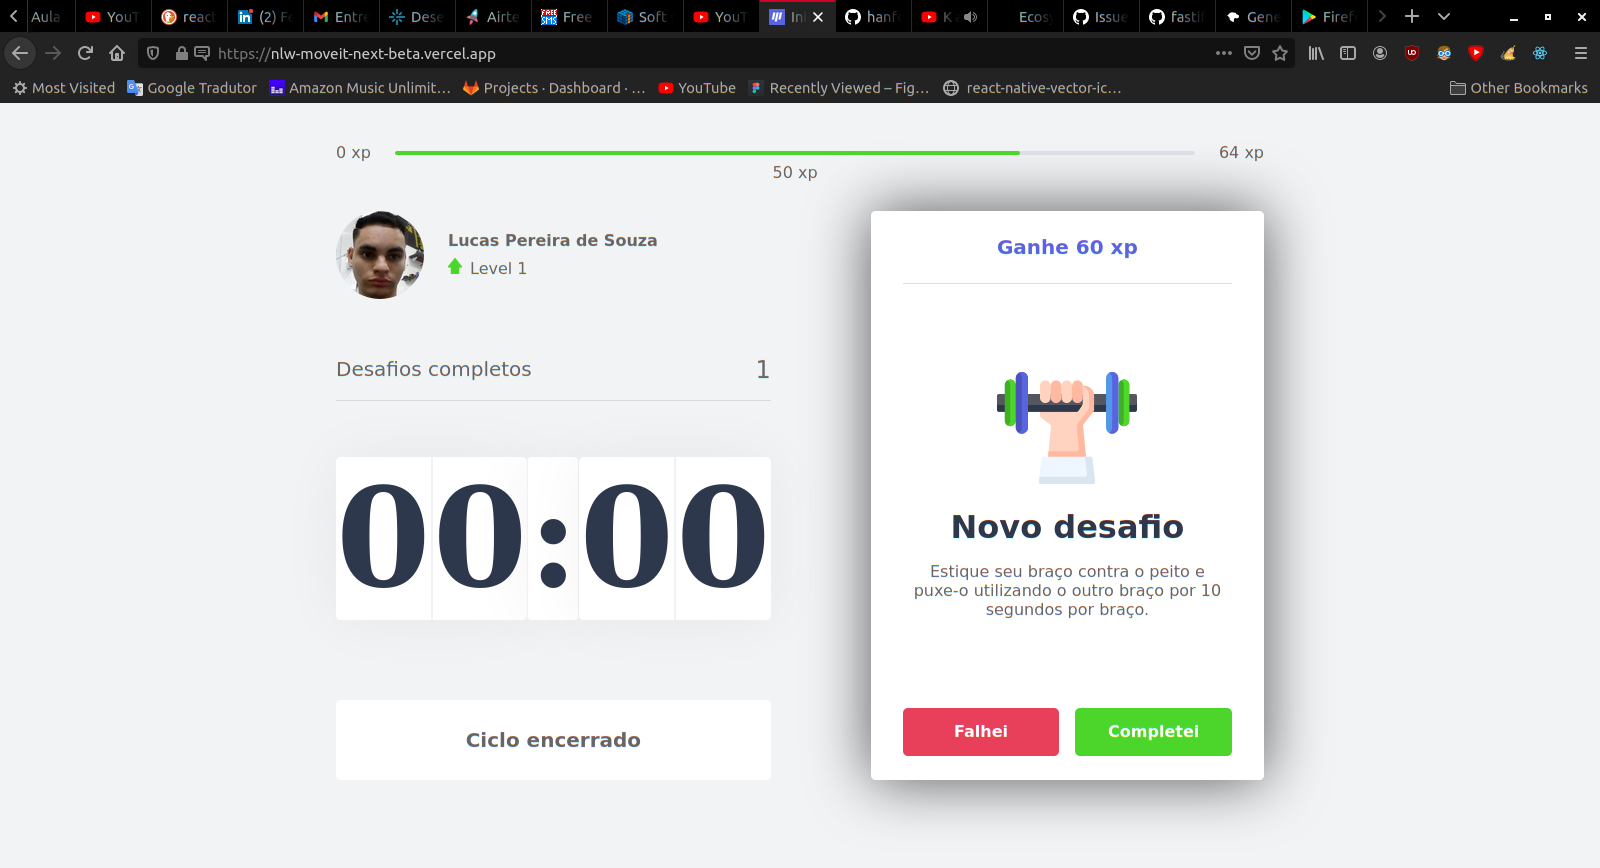 Aula
YouT
react
(2) Fe
Entre
Dese
Airte
Free
Soft
YouT
Ini
hanf
K
Ecosy
Issue
fastif
Gene
Firef
https://nlw-moveit-next-beta.vercel.app
Most Visited
Google Tradutor
Amazon Music Unlimit…
Projects · Dashboard · …
YouTube
Recently Viewed – Fig…
react-native-vector-ic…
Other Bookmarks
0 xp
64 xp
50 xp
Lucas Pereira de Souza
Level 1
Desafios completos
1
00:00
Ciclo encerrado
Ganhe 60 xp
Novo desafio
Estique seu braço contra o peito e
puxe-o utilizando o outro braço por 10
segundos por braço.
Falhei
Completei